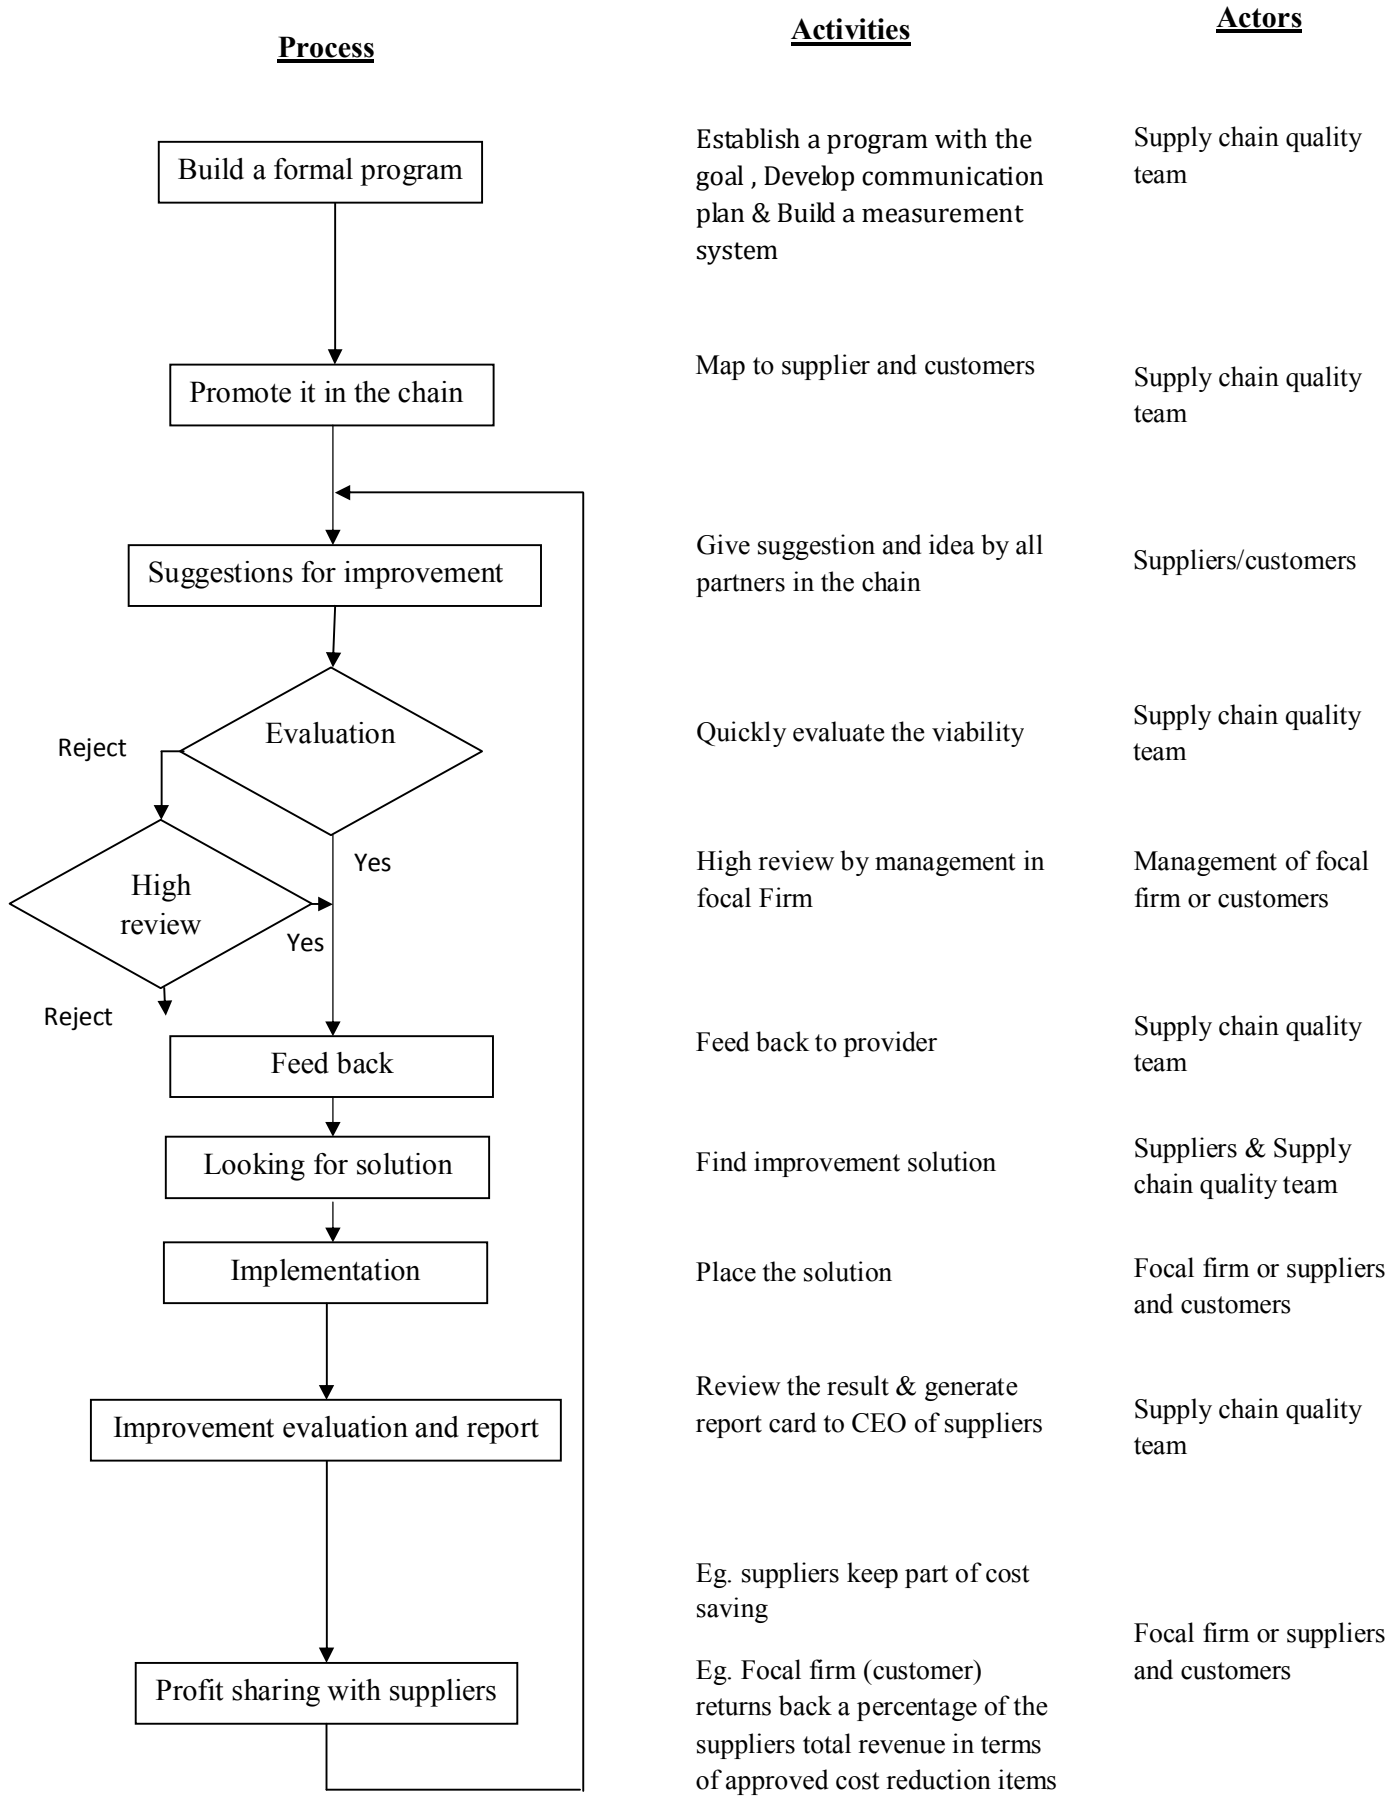 Process
Activities
Actors
Build a formal program
Establish a program with the
goal , Develop communication
plan & Build a measurement
system
Supply chain quality
team
Promote it in the chain
Map to supplier and customers
Supply chain quality
team
Suggestions for improvement
Give suggestion and idea by all
partners in the chain
Suppliers/customers
Evaluation
Reject
Yes
Quickly evaluate the viability
Supply chain quality
team
High
review
Yes
Reject
High review by management in
focal Firm
Management of focal
firm or customers
Feed back
Feed back to provider
Supply chain quality
team
Looking for solution
Find improvement solution
Suppliers & Supply
chain quality team
Implementation
Place the solution
Focal firm or suppliers
and customers
Improvement evaluation and report
Review the result & generate
report card to CEO of suppliers
Supply chain quality
team
Profit sharing with suppliers
Eg. suppliers keep part of cost
saving
Eg. Focal firm (customer)
returns back a percentage of the
suppliers total revenue in terms
of approved cost reduction items
Focal firm or suppliers
and customers